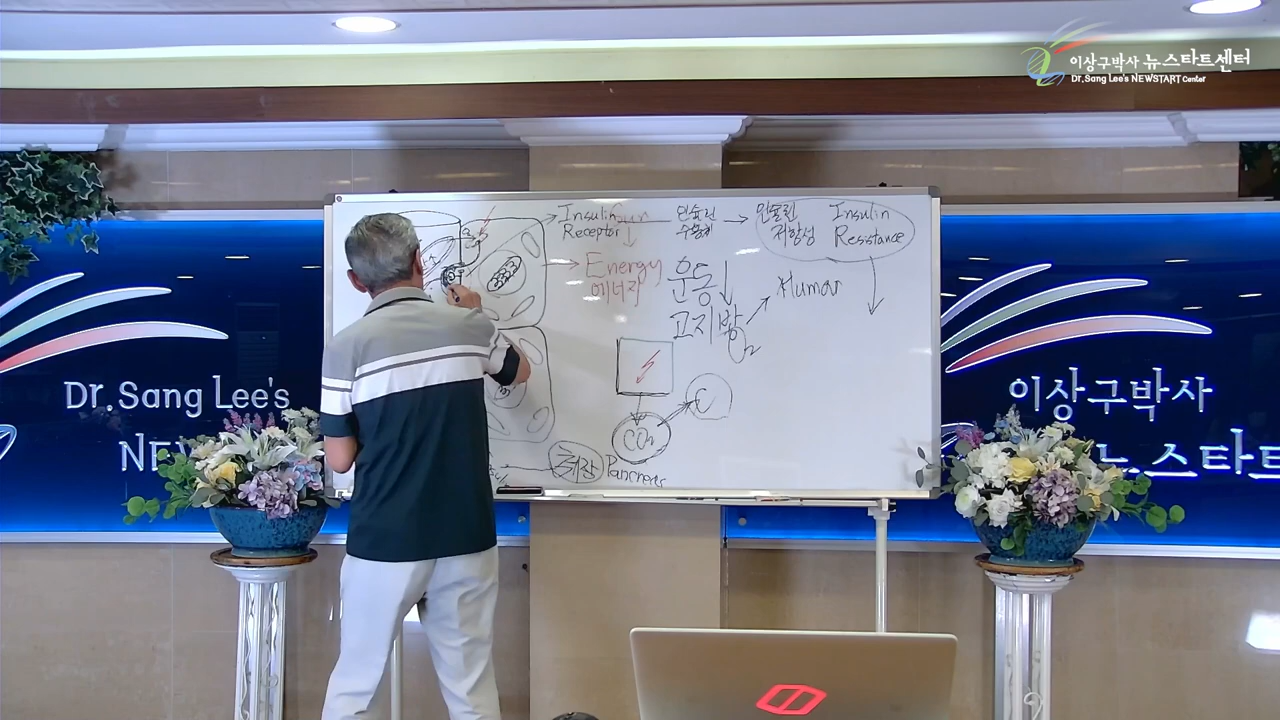 이상구박사 뉴스타트센터
Dr.Sang Lee's NEWSTART Center
Insulin
Receptor
인슐린
수용체
인슐린
저항성
Insulin
Resistance
Energy
에너지
운동↓
고지방
O₂
CO₂
C
췌장 Pancreas
Dr.Sang Lee's
NEW
이상구박사
뉴스타트